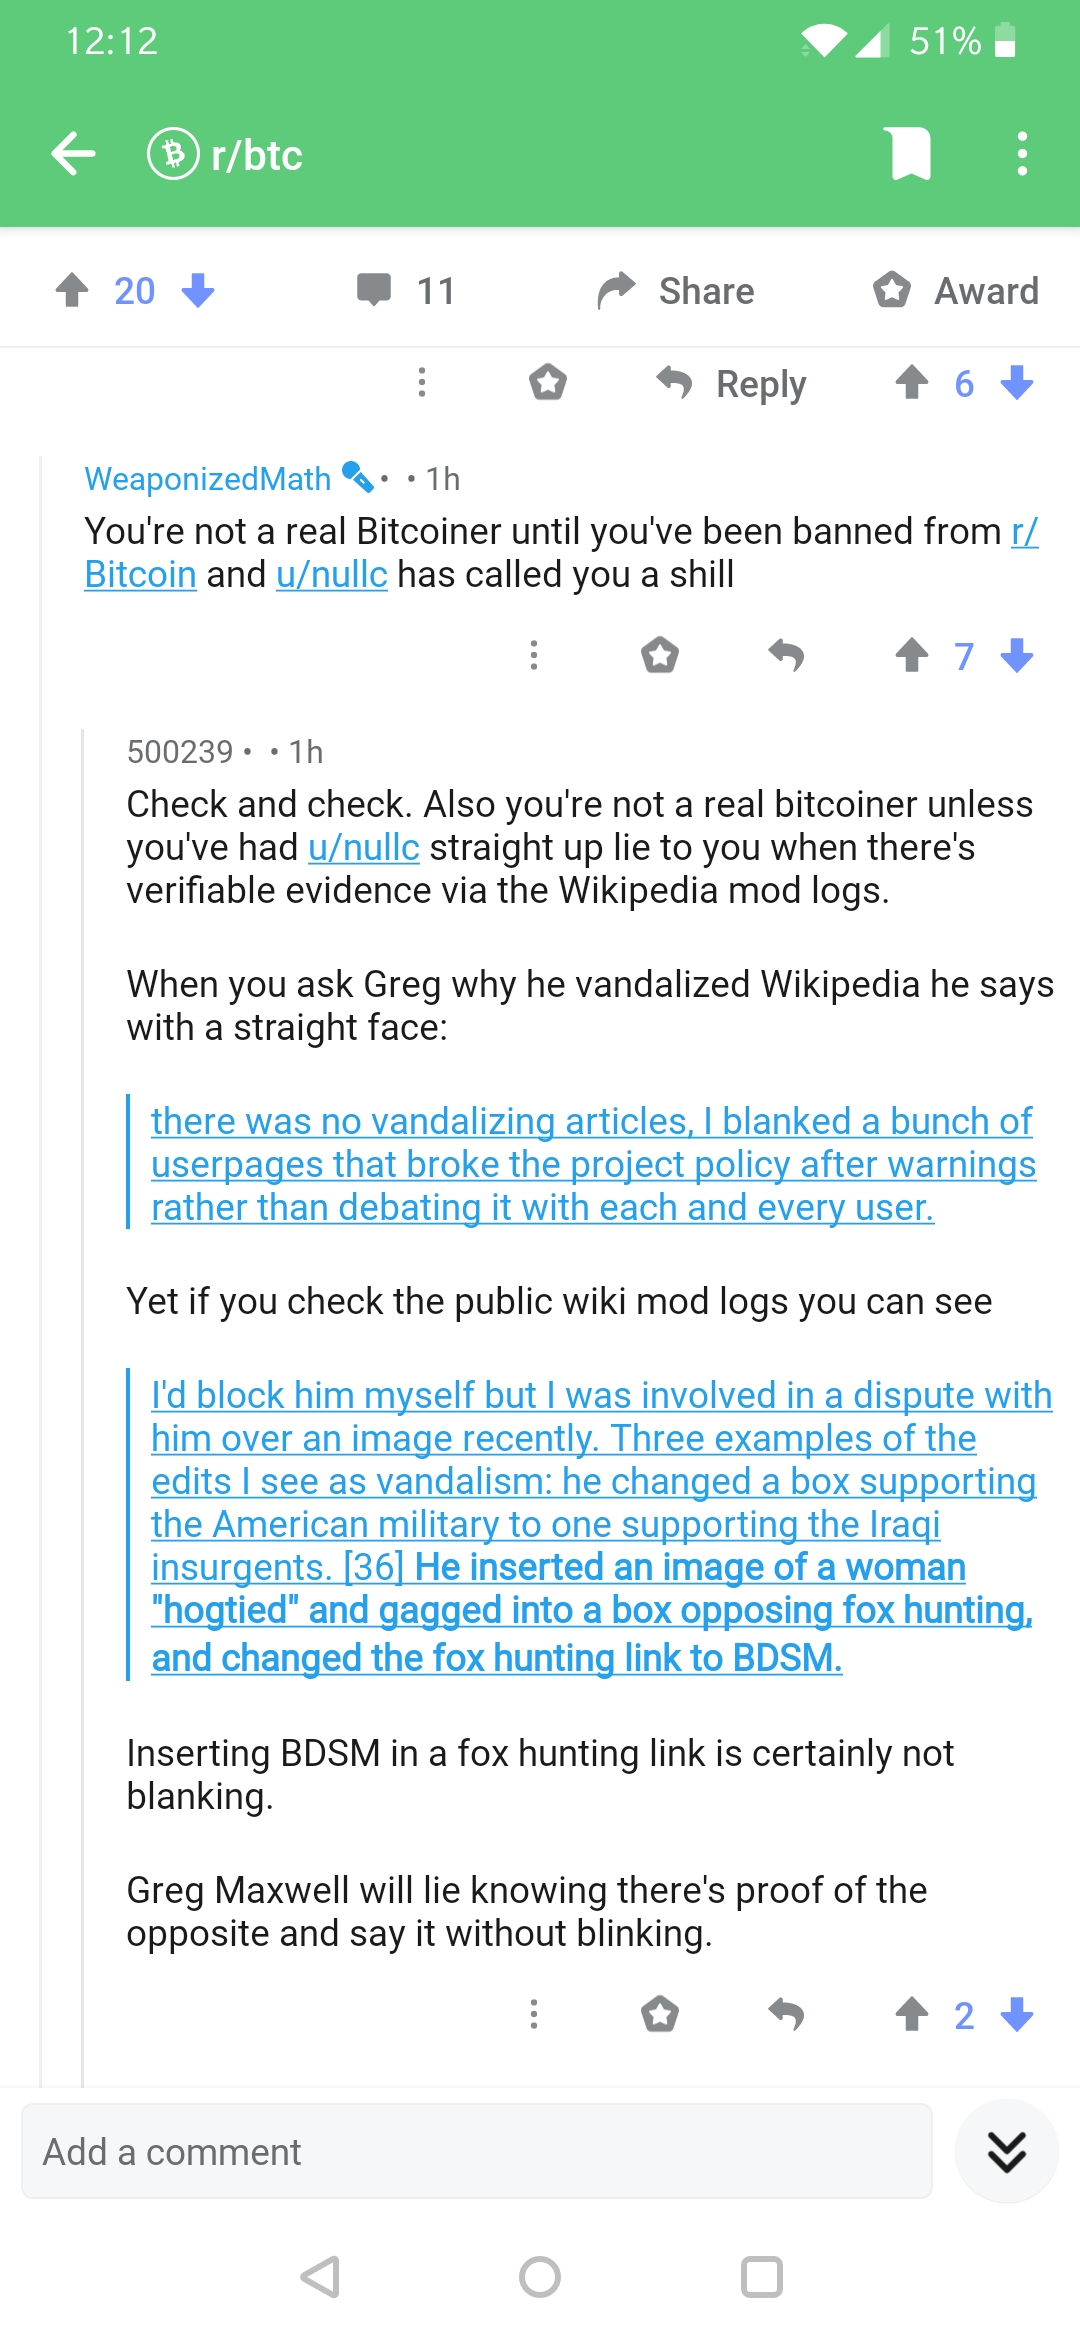 12:12 51%
r/btc
20 11 Share Award
Reply 6
WeaponizedMath • • 1h
You're not a real Bitcoiner until you've been banned from r/
Bitcoin and u/nullc has called you a shill
7
500239 • • 1h
Check and check. Also you're not a real bitcoiner unless
you've had u/nullc straight up lie to you when there's
verifiable evidence via the Wikipedia mod logs.
When you ask Greg why he vandalized Wikipedia he says
with a straight face:
there was no vandalizing articles, I blanked a bunch of
userpages that broke the project policy after warnings
rather than debating it with each and every user.
Yet if you check the public wiki mod logs you can see
I'd block him myself but I was involved in a dispute with
him over an image recently. Three examples of the
edits I see as vandalism: he changed a box supporting
the American military to one supporting the Iraqi
insurgents. [36] He inserted an image of a woman
"hogtied" and gagged into a box opposing fox hunting,
and changed the fox hunting link to BDSM.
Inserting BDSM in a fox hunting link is certainly not
blanking.
Greg Maxwell will lie knowing there's proof of the
opposite and say it without blinking.
2
Add a comment